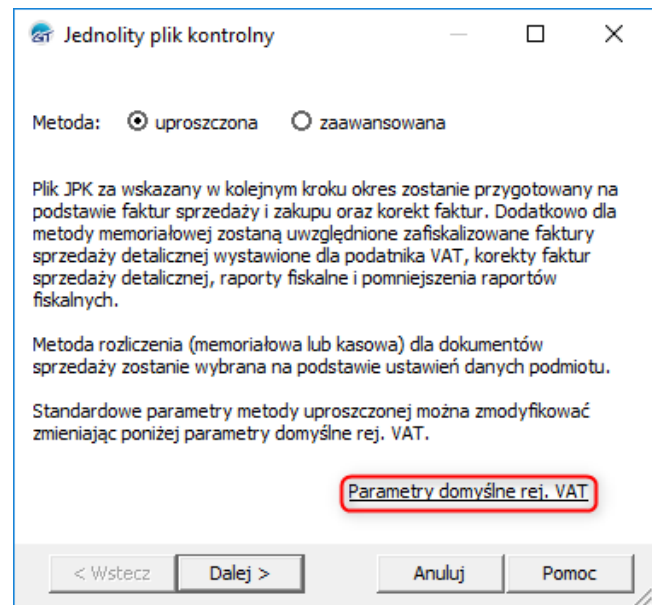 Jednolity plik kontrolny
Metoda: uproszczona zaawansowana
Plik JPK za wskazany w kolejnym kroku okres zostanie przygotowany na
podstawie faktur sprzedaży i zakupu oraz korekt faktur. Dodatkowo dla
metody memoriałowej zostaną uwzględnione zafiskalizowane faktury
sprzedaży detalicznej wystawione dla podatnika VAT, korekty faktur
sprzedaży detalicznej, raporty fiskalne i pomniejszenia raportów
fiskalnych.
Metoda rozliczenia (memoriałowa lub kasowa) dla dokumentów
sprzedaży zostanie wybrana na podstawie ustawień danych podmiotu.
Standardowe parametry metody uproszczonej można zmodyfikować
zmieniając poniżej parametry domyślne rej. VAT.
Parametry domyślne rej. VAT
< Wstecz Dalej > Anuluj Pomoc